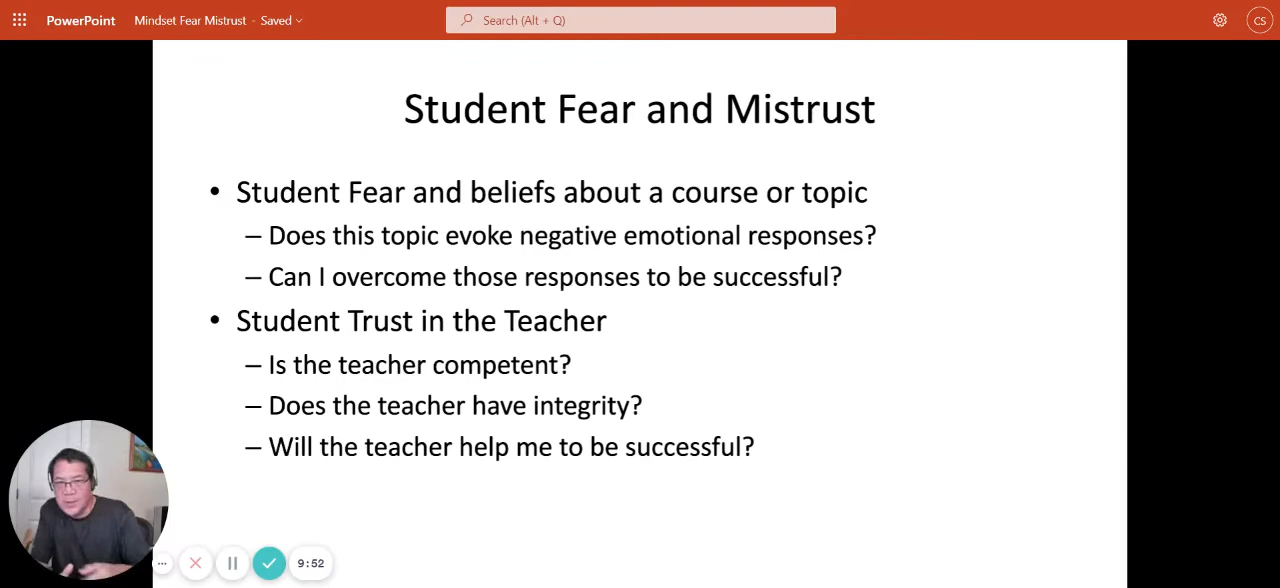 PowerPoint Mindset Fear Mistrust - Saved Search (Alt + Q) CS
Student Fear and Mistrust
• Student Fear and beliefs about a course or topic
– Does this topic evoke negative emotional responses?
– Can I overcome those responses to be successful?
• Student Trust in the Teacher
– Is the teacher competent?
– Does the teacher have integrity?
– Will the teacher help me to be successful?
9:52